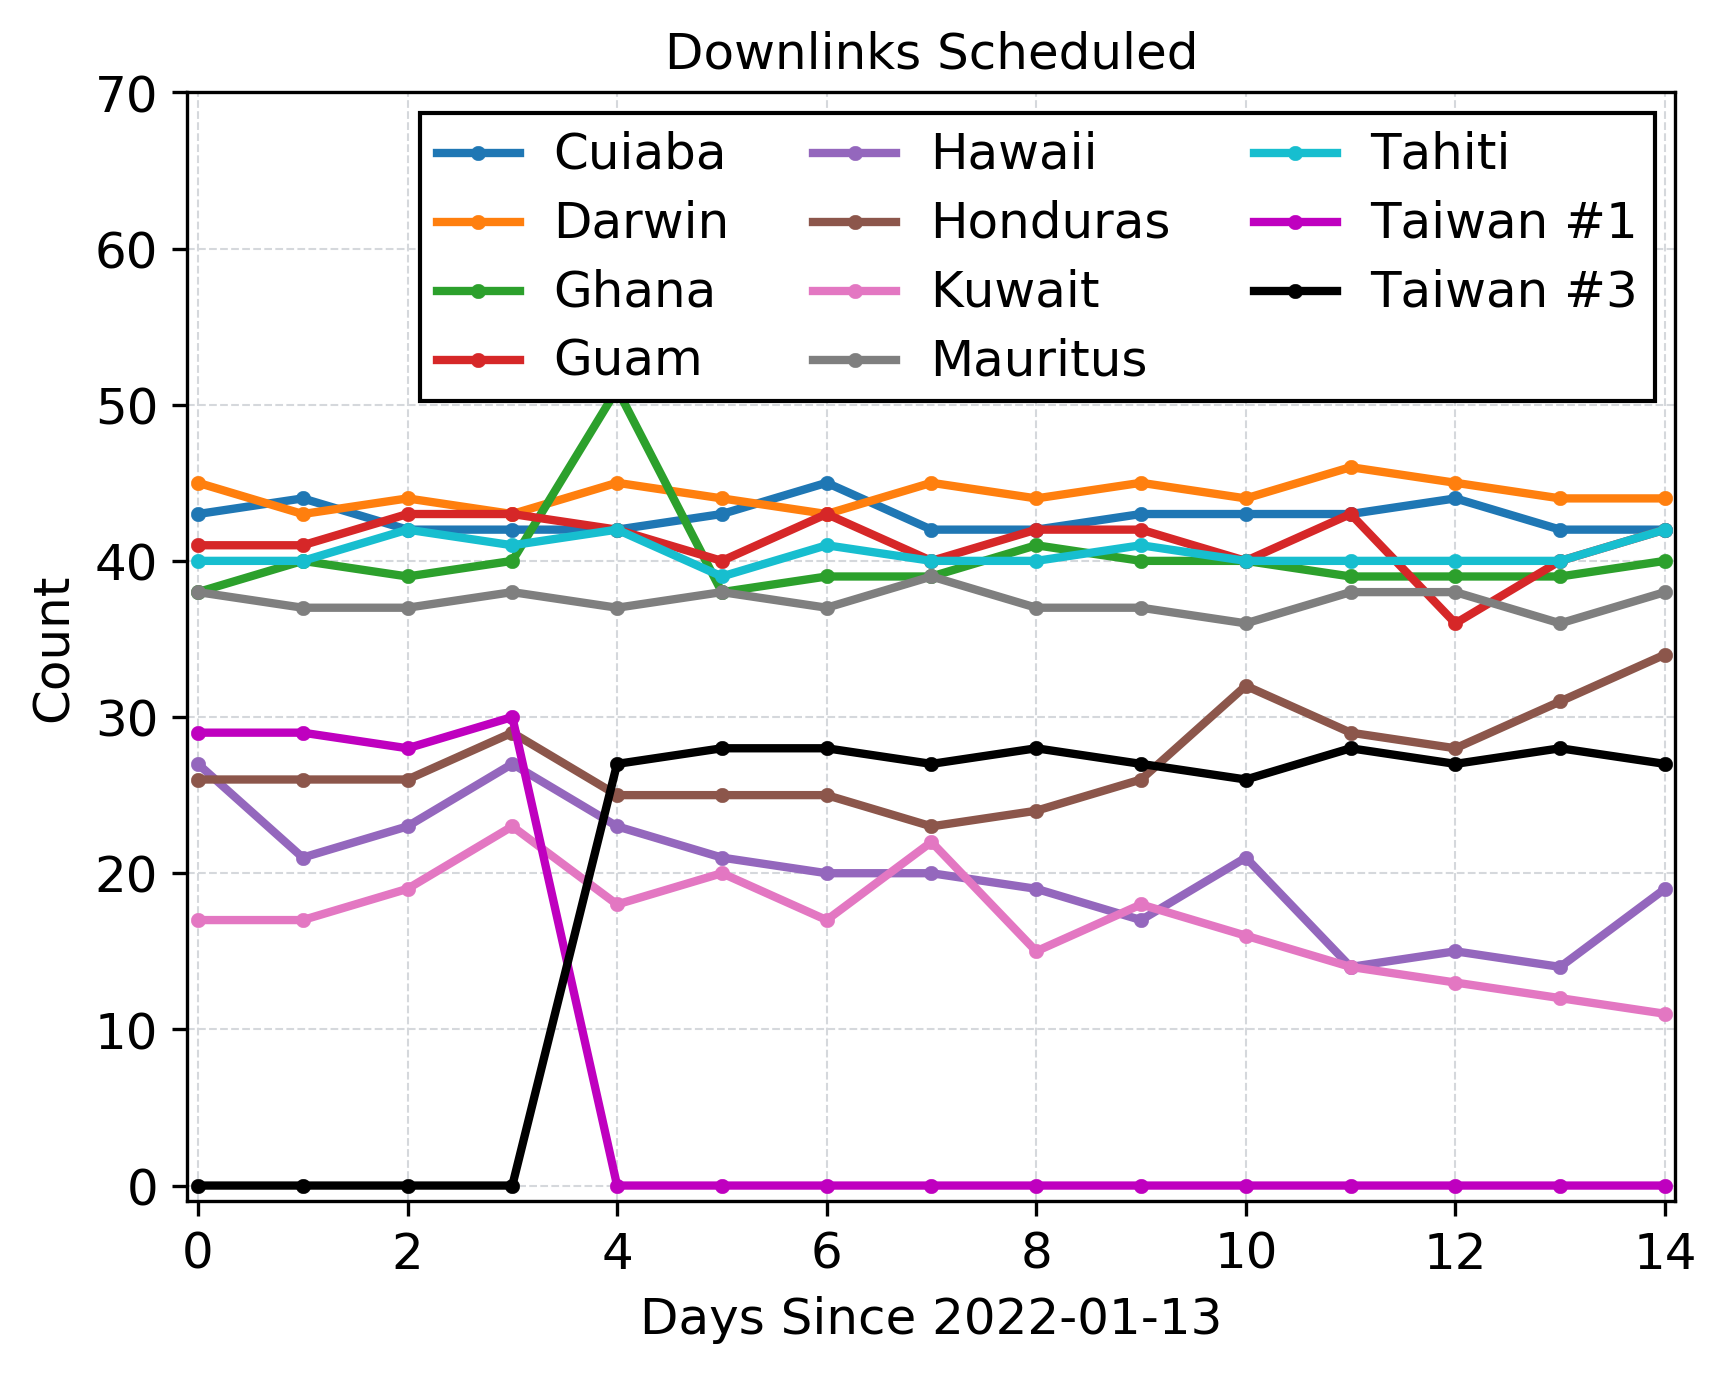 Downlinks Scheduled
70
60
50
40
30
20
10
0
Count
Cuiaba
Darwin
Ghana
Guam
Hawaii
Honduras
Kuwait
Mauritus
Tahiti
Taiwan #1
Taiwan #3
0 2 4 6 8 10 12 14
Days Since 2022-01-13